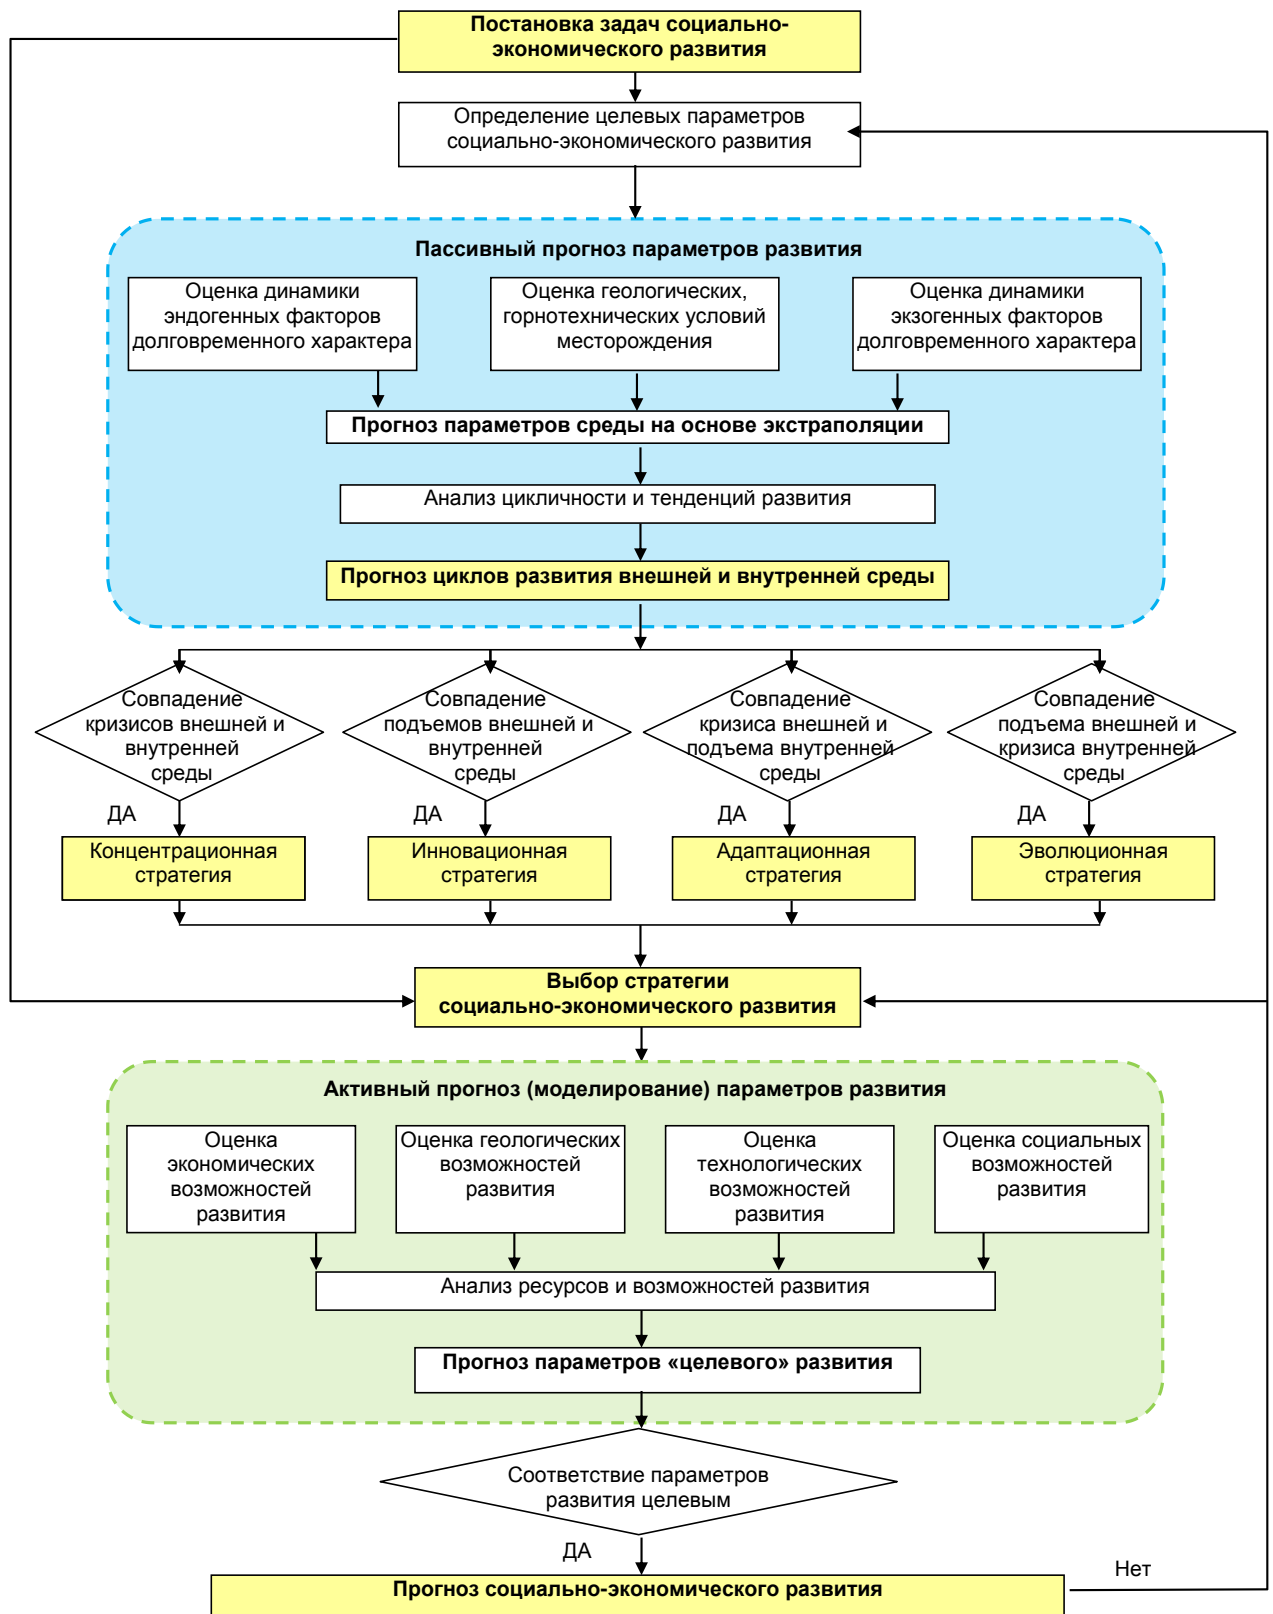 Постановка задач социально-
экономического развития
Определение целевых параметров
социально-экономического развития
Пассивный прогноз параметров развития
Оценка динамики
эндогенных факторов
долговременного характера
Оценка геологических,
горнотехнических условий
месторождения
Оценка динамики
экзогенных факторов
долговременного характера
Прогноз параметров среды на основе экстраполяции
Анализ цикличности и тенденций развития
Прогноз циклов развития внешней и внутренней среды
Совпадение
кризисов внешней и
внутренней
среды
Совпадение
подъемов внешней и
внутренней
среды
Совпадение
кризиса внешней и
подъема внутренней
среды
Совпадение
подъема внешней и
кризиса внутренней
среды
ДА
ДА
ДА
ДА
Концентрационная
стратегия
Инновационная
стратегия
Адаптационная
стратегия
Эволюционная
стратегия
Выбор стратегии
социально-экономического развития
Активный прогноз (моделирование) параметров развития
Оценка
экономических
возможностей
развития
Оценка геологических
возможностей
развития
Оценка
технологических
возможностей
развития
Оценка социальных
возможностей
развития
Анализ ресурсов и возможностей развития
Прогноз параметров «целевого» развития
Соответствие параметров
развития целевым
ДА
Нет
Прогноз социально-экономического развития